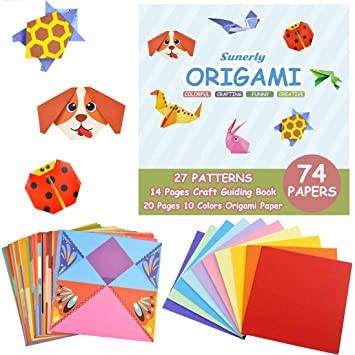 Sunerly
ORIGAMI
COLORFUL CRAFTING FUNNY CREATIVE
27 PATTERNS
14 Pages Craft Guiding Book
20 Pages 10 Colors Origami Paper
74
PAPERS